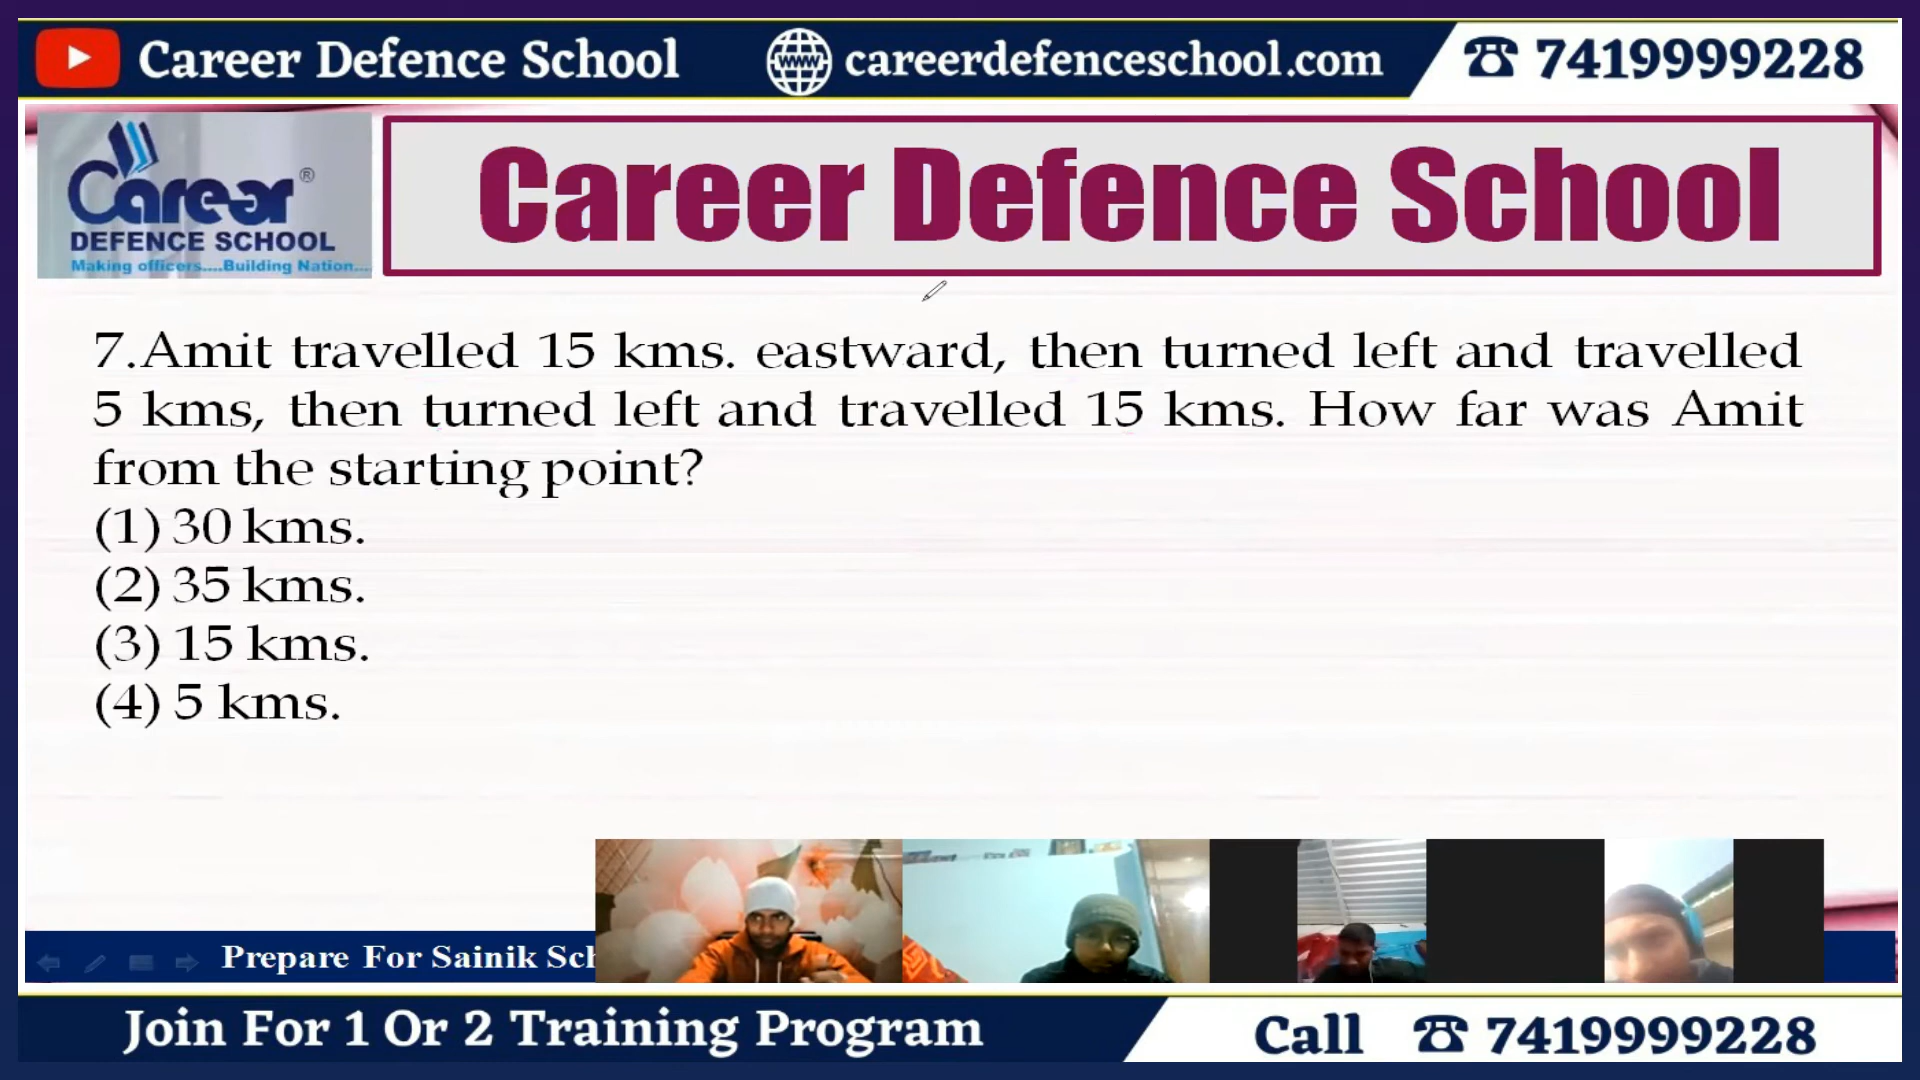 Career Defence School
www
careerdefenceschool.com
7419999228
Career ®
DEFENCE SCHOOL
Making officers....Building Nation....
Career Defence School
7.Amit travelled 15 kms. eastward, then turned left and travelled
5 kms, then turned left and travelled 15 kms. How far was Amit
from the starting point?
(1) 30 kms.
(2) 35 kms.
(3) 15 kms.
(4) 5 kms.
Prepare For Sainik Sch
Join For 1 Or 2 Training Program
Call 7419999228